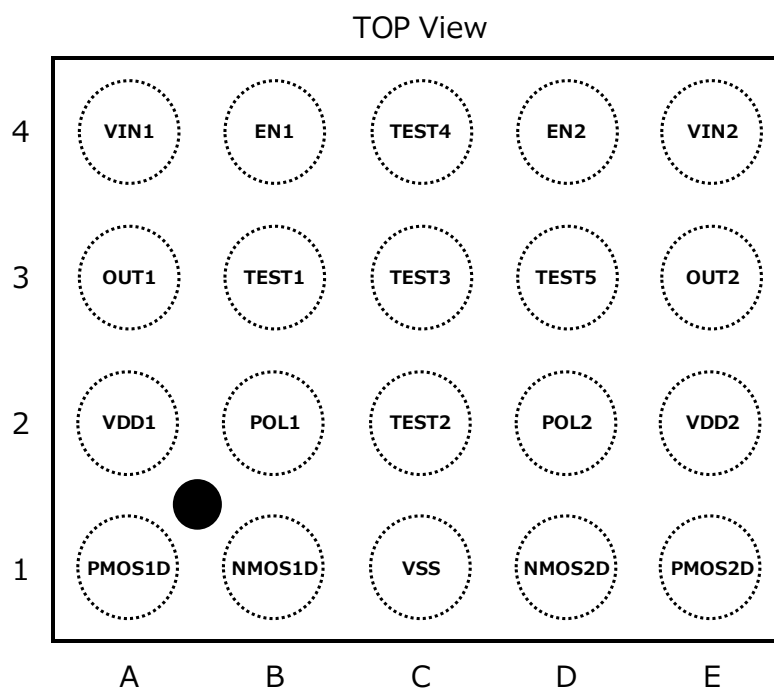 TOP View
4 VIN1 EN1 TEST4 EN2 VIN2
3 OUT1 TEST1 TEST3 TEST5 OUT2
2 VDD1 POL1 TEST2 POL2 VDD2
1 PMOS1D NMOS1D VSS NMOS2D PMOS2D
A B C D E